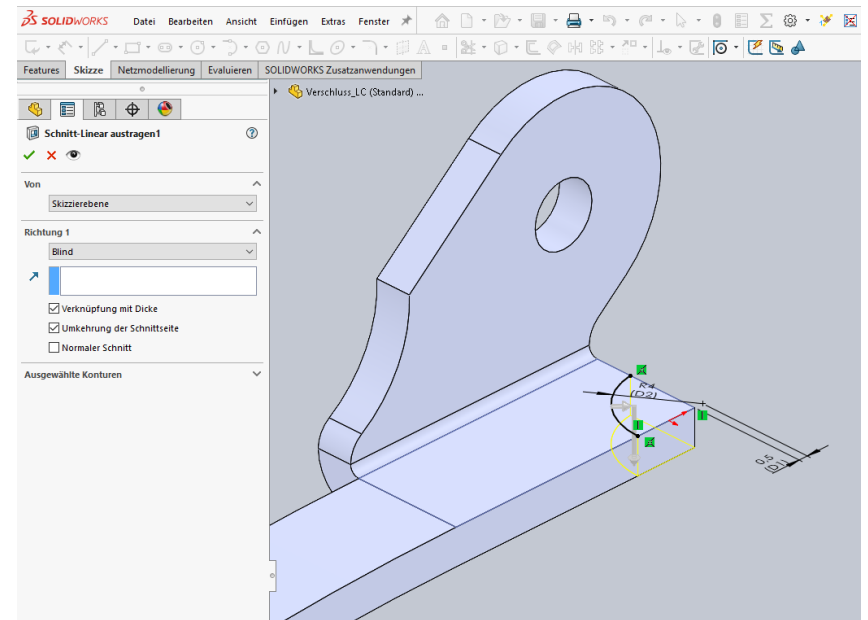 SOLIDWORKS Datei Bearbeiten Ansicht Einfügen Extras Fenster
Features Skizze Netzmodellierung Evaluieren SOLIDWORKS Zusatzanwendungen
Verschluss_LC (Standard) ...
Schnitt-Linear austragen1
Von
Skizzierebene
Richtung 1
Blind
Verknüpfung mit Dicke
Umkehrung der Schnittseite
Normaler Schnitt
Ausgewählte Konturen
R4
(D2)
0,5
(D1)